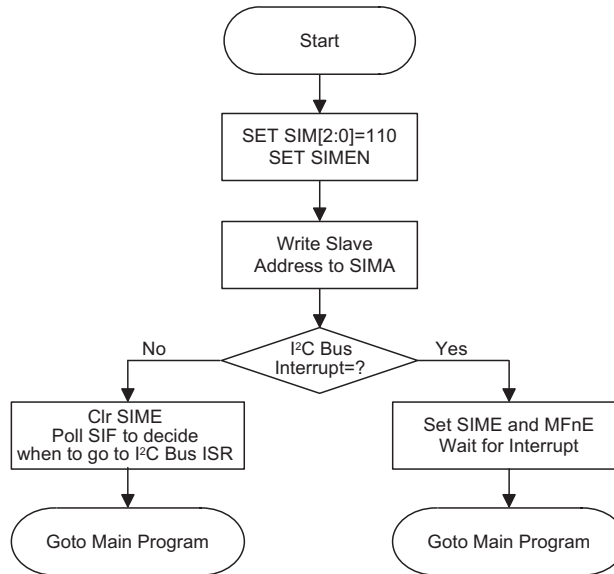 Start
SET SIM[2:0]=110
SET SIMEN
Write Slave
Address to SIMA
I²C Bus
Interrupt=?
No
Yes
Clr SIME
Poll SIF to decide
when to go to I²C Bus ISR
Set SIME and MFnE
Wait for Interrupt
Goto Main Program
Goto Main Program